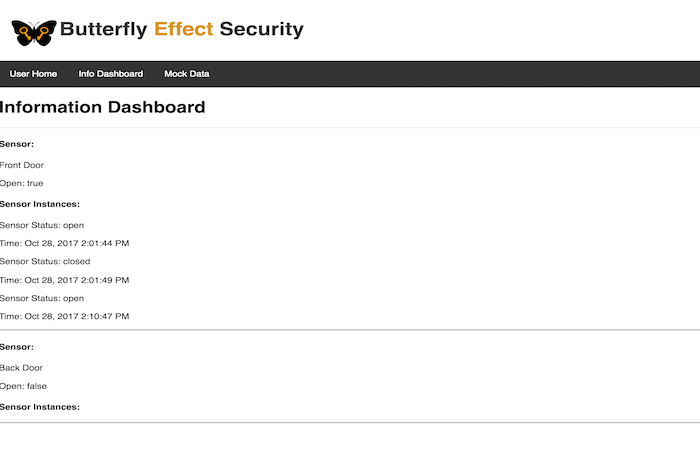 Butterfly Effect Security
User Home Info Dashboard Mock Data
Information Dashboard
Sensor:
Front Door
Open: true
Sensor Instances:
Sensor Status: open
Time: Oct 28, 2017 2:01:44 PM
Sensor Status: closed
Time: Oct 28, 2017 2:01:49 PM
Sensor Status: open
Time: Oct 28, 2017 2:10:47 PM
Sensor:
Back Door
Open: false
Sensor Instances: